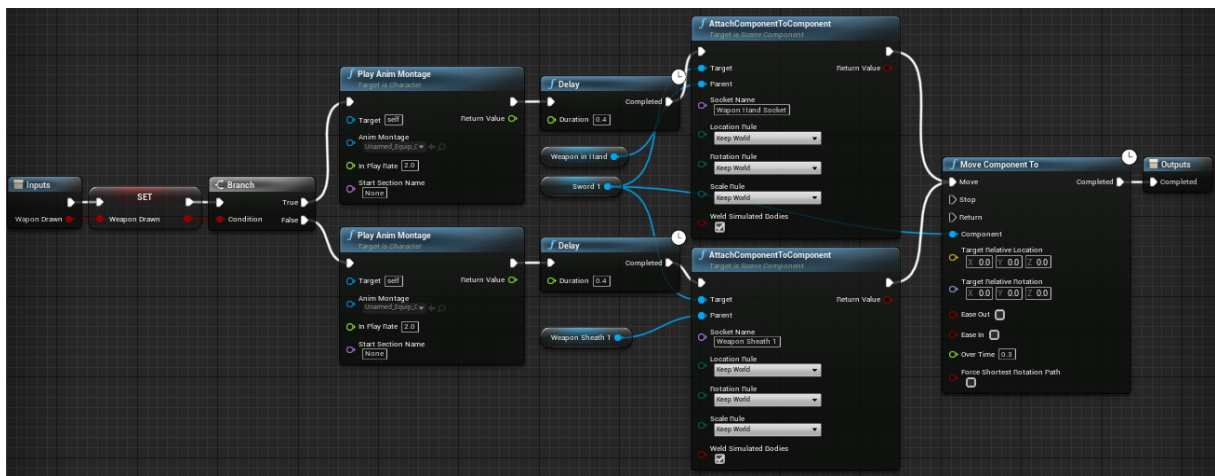 Inputs
Wapon Drawn
SET
Weapon Drawn
Branch
Condition
True
False
Play Anim Montage
Target is Character
Target self
Return Value
Anim Montage
Unarmed_Equip_C
In Play Rate 2.0
Start Section Name
None
Delay
Completed
Duration 0.4
Weapon in Hand
Sword 1
AttachComponentToComponent
Target is Scene Component
Target
Return Value
Parent
Socket Name
Wapon Hand Socket
Location Rule
Keep World
Rotation Rule
Keep World
Scale Rule
Keep World
Weld Simulated Bodies
Play Anim Montage
Target is Character
Target self
Return Value
Anim Montage
Unarmed_Equip_C
In Play Rate 2.0
Start Section Name
None
Delay
Completed
Duration 0.4
Weapon Sheath 1
AttachComponentToComponent
Target is Scene Component
Target
Return Value
Parent
Socket Name
Weapon Sheath 1
Location Rule
Keep World
Rotation Rule
Keep World
Scale Rule
Keep World
Weld Simulated Bodies
Move Component To
Move
Completed
Stop
Return
Component
Target Relative Location
X 0.0 Y 0.0 Z 0.0
Target Relative Rotation
X 0.0 Y 0.0 Z 0.0
Ease Out
Ease In
Over Time 0.3
Force Shortest Rotation Path
Outputs
Completed